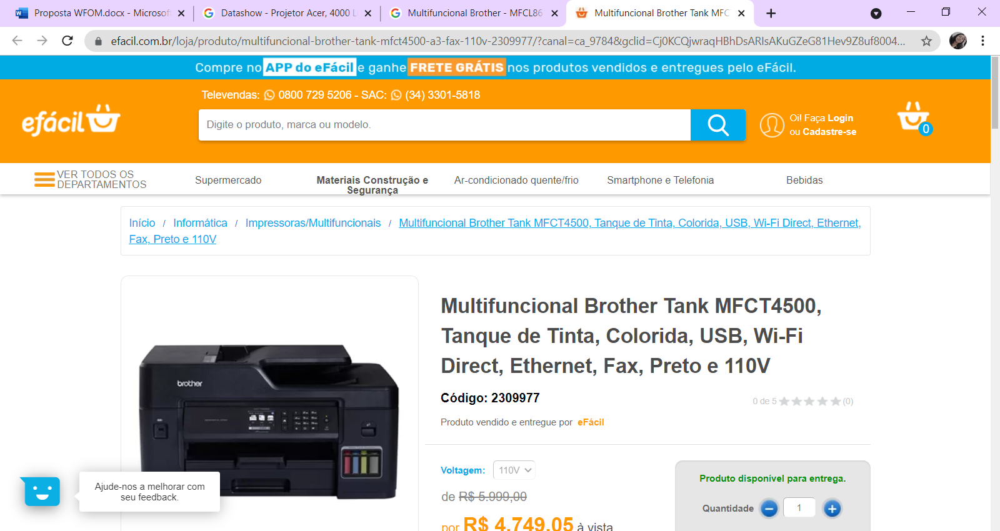 Proposta WFOM.docx - Microsof
Datashow - Projetor Acer, 4000 L
Multifuncional Brother - MFCL86
Multifuncional Brother Tank MFC
efacil.com.br/loja/produto/multifuncional-brother-tank-mfct4500-a3-fax-110v-2309977/?canal=ca_9784&gclid=Cj0KCQjwraqHBhDsARIsAKuGZeG81Hev9Z8uf8004...
Compre no APP do eFácil e ganhe FRETE GRÁTIS nos produtos vendidos e entregues pelo eFácil.
Televendas: 0800 729 5206 - SAC: (34) 3301-5818
efácil
Digite o produto, marca ou modelo.
Oi! Faça Login
ou Cadastre-se
0
VER TODOS OS
DEPARTAMENTOS
Supermercado
Materiais Construção e
Segurança
Ar-condicionado quente/frio
Smartphone e Telefonia
Bebidas
Início / Informática / Impressoras/Multifuncionais / Multifuncional Brother Tank MFCT4500, Tanque de Tinta, Colorida, USB, Wi-Fi Direct, Ethernet,
Fax, Preto e 110V
brother
Multifuncional Brother Tank MFCT4500,
Tanque de Tinta, Colorida, USB, Wi-Fi
Direct, Ethernet, Fax, Preto e 110V
Código: 2309977
0 de 5 (0)
Produto vendido e entregue por eFácil
Voltagem: 110V
de R$ 5.999,00
por R$ 4.749,05 à vista
Produto disponível para entrega.
Quantidade 1
Ajude-nos a melhorar com
seu feedback.